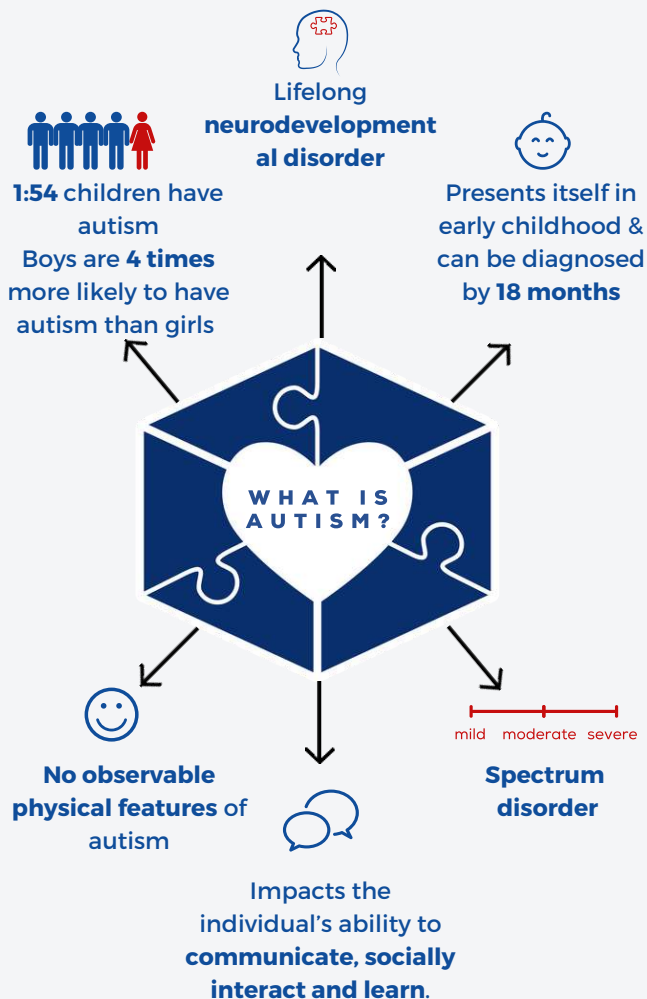 Lifelong
neurodevelopment
al disorder
1:54 children have
autism
Boys are 4 times
more likely to have
autism than girls
Presents itself in
early childhood &
can be diagnosed
by 18 months
WHAT IS
AUTISM?
No observable
physical features of
autism
mild moderate severe
Spectrum
disorder
Impacts the
individual's ability to
communicate, socially
interact and learn.